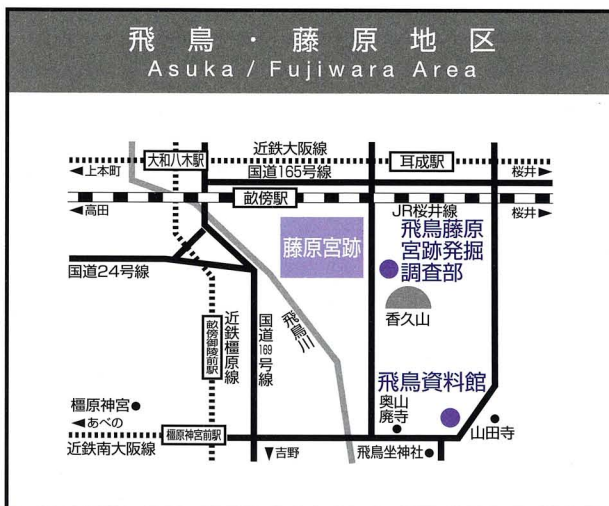 飛鳥・藤原地区
Asuka / Fujiwara Area
近鉄大阪線
大和八木駅
耳成駅
◀上本町
国道165号線
桜井▶
畝傍駅
◀高田
JR桜井線
桜井▶
飛鳥藤原
宮跡発掘
調査部
藤原宮跡
国道24号線
香久山
飛鳥川
畝傍御陵前駅
近鉄橿原線
国道169号線
飛鳥資料館
橿原神宮●
◀あべの
奥山
廃寺
山田寺
橿原神宮前駅
近鉄南大阪線
▼吉野
飛鳥坐神社●